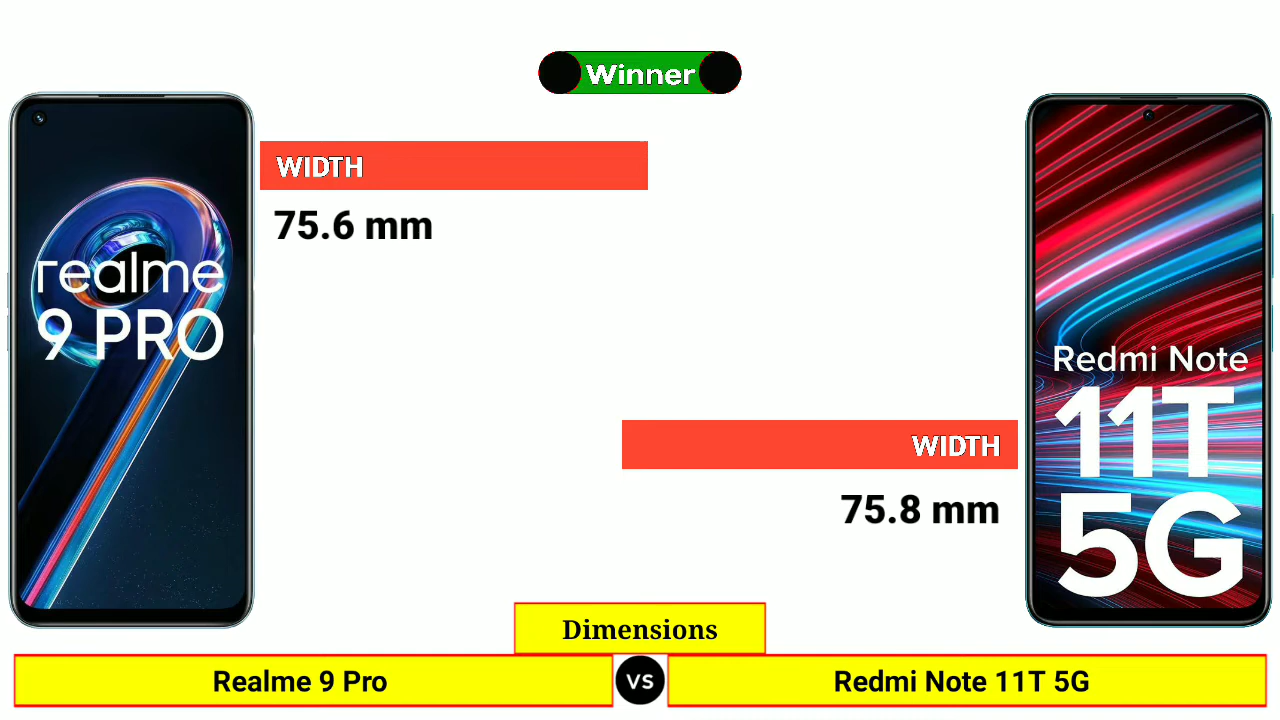 Winner
WIDTH
75.6 mm
realme
9 PRO
Redmi Note
11T
5G
WIDTH
75.8 mm
Dimensions
Realme 9 Pro
VS
Redmi Note 11T 5G